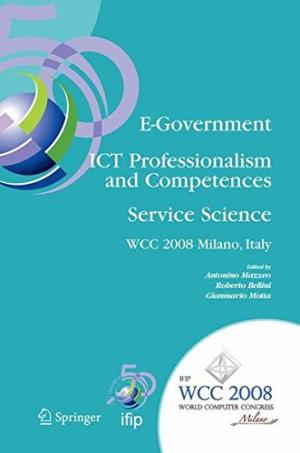 E-Government
ICT Professionalism
and Competences
Service Science
WCC 2008 Milano, Italy
Edited by
Antonino Mazzeo
Roberto Bellini
Gianmario Motta
Springer
50
ifip
IFIP
WCC 2008
WORLD COMPUTER CONGRESS
Milano